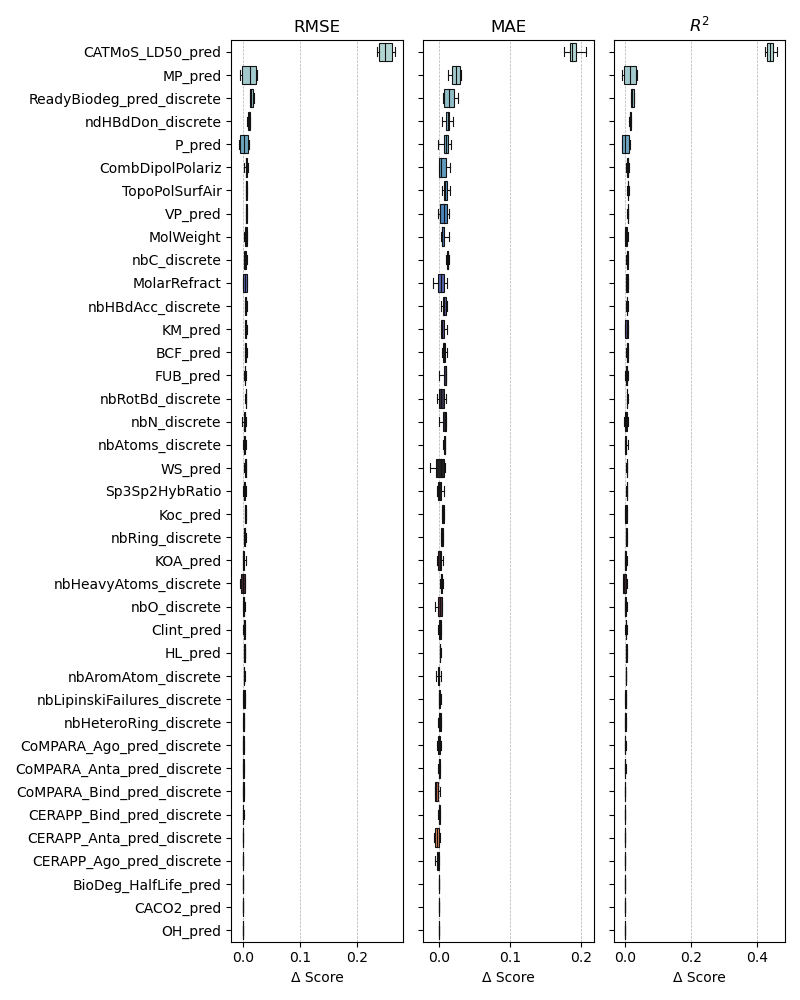 RMSE MAE R²
CATMoS_LD50_pred
MP_pred
ReadyBiodeg_pred_discrete
ndHBdDon_discrete
P_pred
CombDipolPolariz
TopoPolSurfAir
VP_pred
MolWeight
nbC_discrete
MolarRefract
nbHBdAcc_discrete
KM_pred
BCF_pred
FUB_pred
nbRotBd_discrete
nbN_discrete
nbAtoms_discrete
WS_pred
Sp3Sp2HybRatio
Koc_pred
nbRing_discrete
KOA_pred
nbHeavyAtoms_discrete
nbO_discrete
Clint_pred
HL_pred
nbAromAtom_discrete
nbLipinskiFailures_discrete
nbHeteroRing_discrete
CoMPARA_Ago_pred_discrete
CoMPARA_Anta_pred_discrete
CoMPARA_Bind_pred_discrete
CERAPP_Bind_pred_discrete
CERAPP_Anta_pred_discrete
CERAPP_Ago_pred_discrete
BioDeg_HalfLife_pred
CACO2_pred
OH_pred
0.0 0.1 0.2 0.0 0.1 0.2 0.0 0.2 0.4
Δ Score Δ Score Δ Score